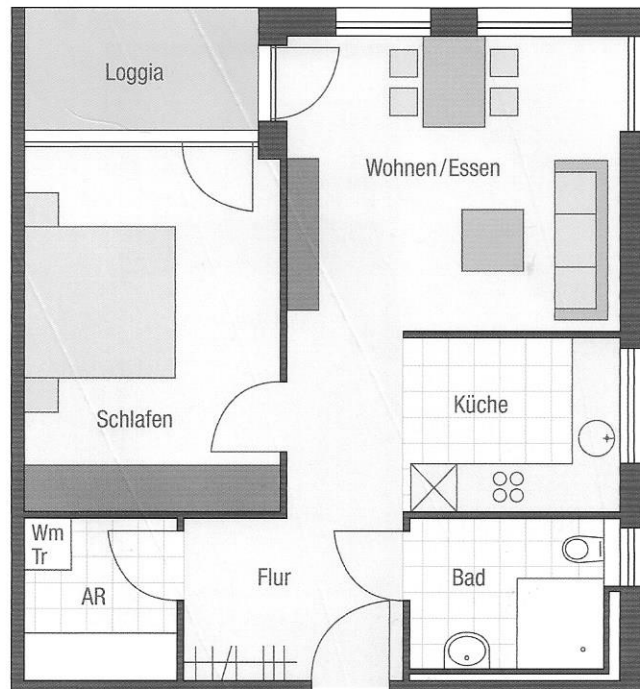 Loggia
Wohnen/Essen
Schlafen
Küche
Wm
Tr
AR
Flur
Bad